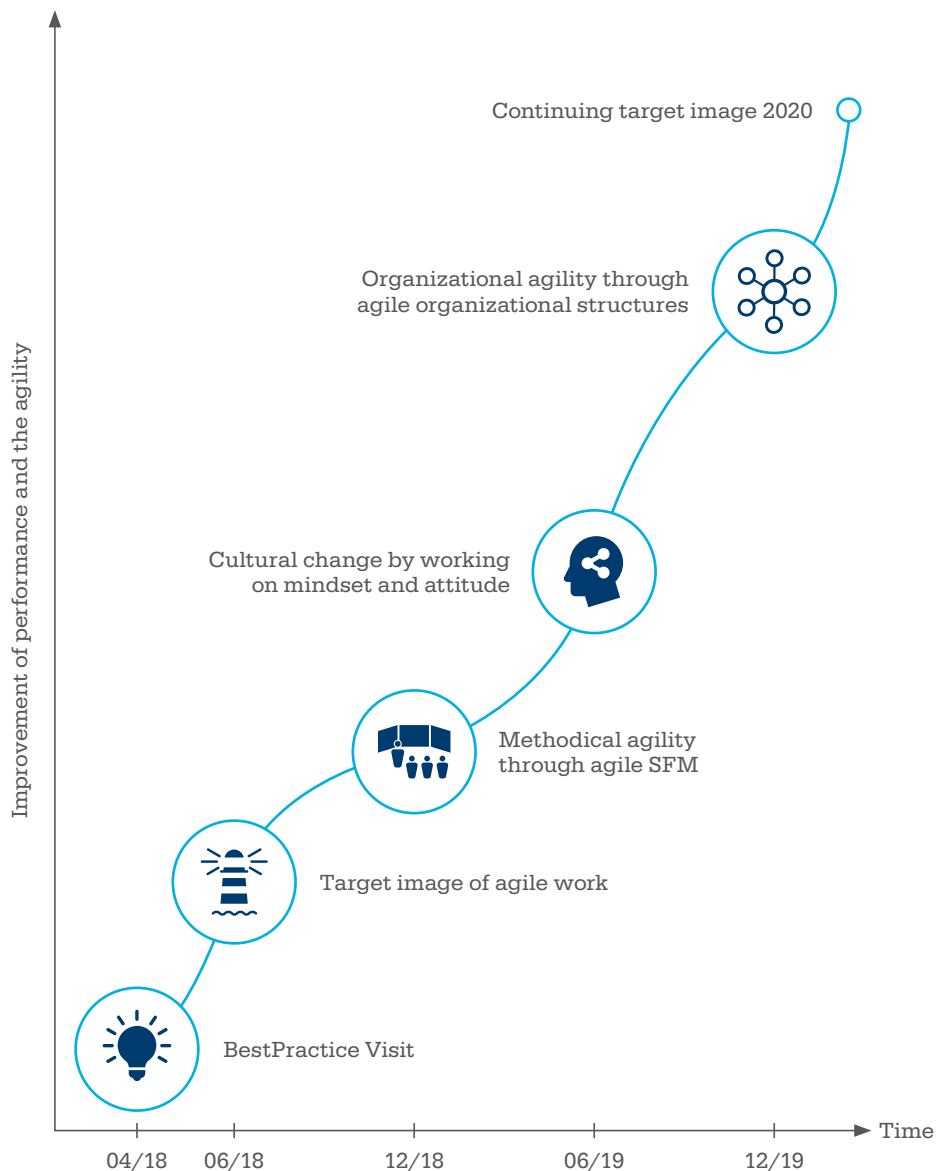 Continuing target image 2020
Organizational agility through
agile organizational structures
Improvement of performance and the agility
Cultural change by working
on mindset and attitude
Methodical agility
through agile SFM
Target image of agile work
BestPractice Visit
Time
04/18 06/18 12/18 06/19 12/19